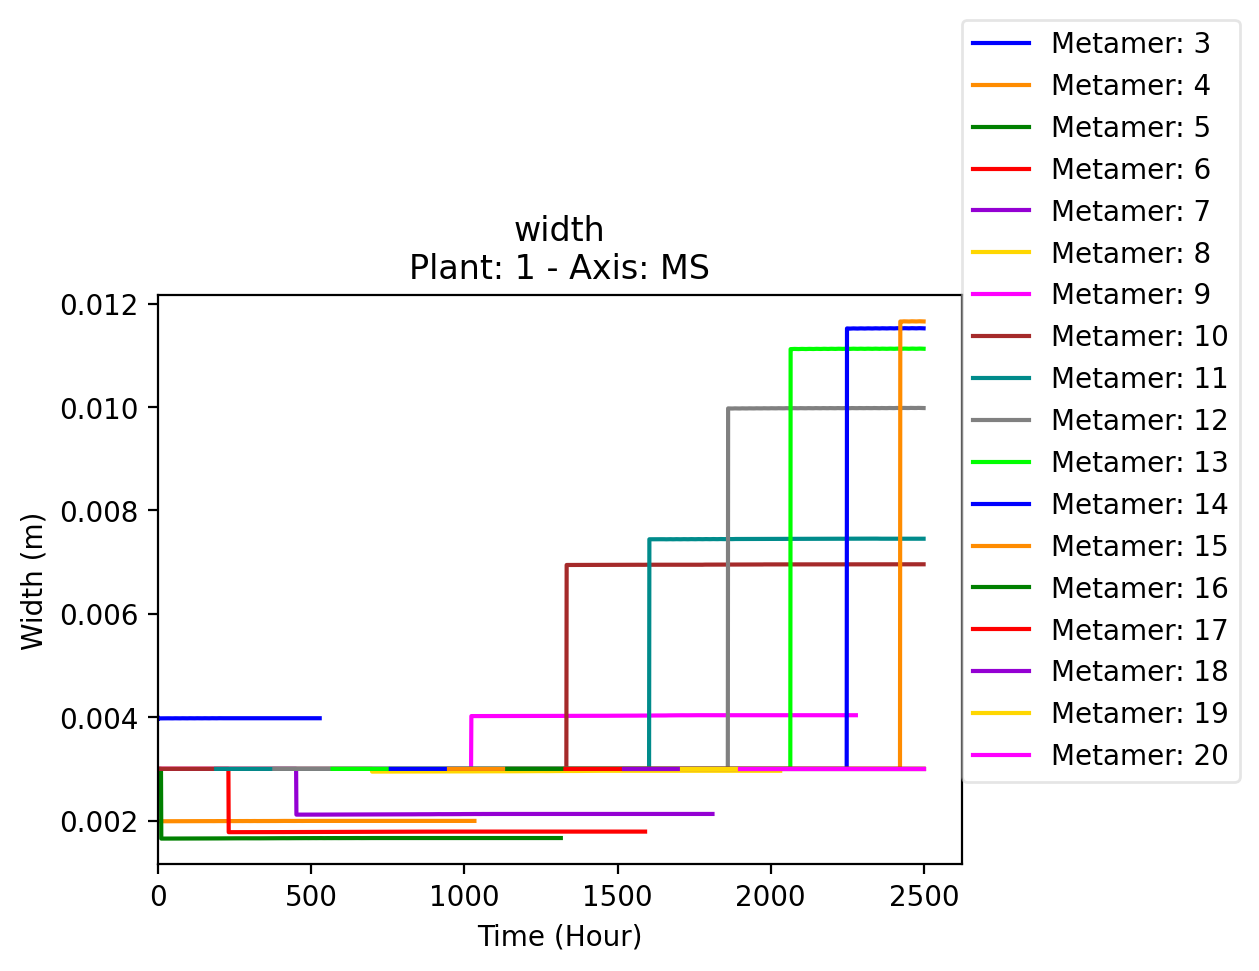 width
Plant: 1 - Axis: MS
Width (m)
0.012
0.010
0.008
0.006
0.004
0.002
0
500
1000
1500
2000
2500
Time (Hour)
Metamer: 3
Metamer: 4
Metamer: 5
Metamer: 6
Metamer: 7
Metamer: 8
Metamer: 9
Metamer: 10
Metamer: 11
Metamer: 12
Metamer: 13
Metamer: 14
Metamer: 15
Metamer: 16
Metamer: 17
Metamer: 18
Metamer: 19
Metamer: 20